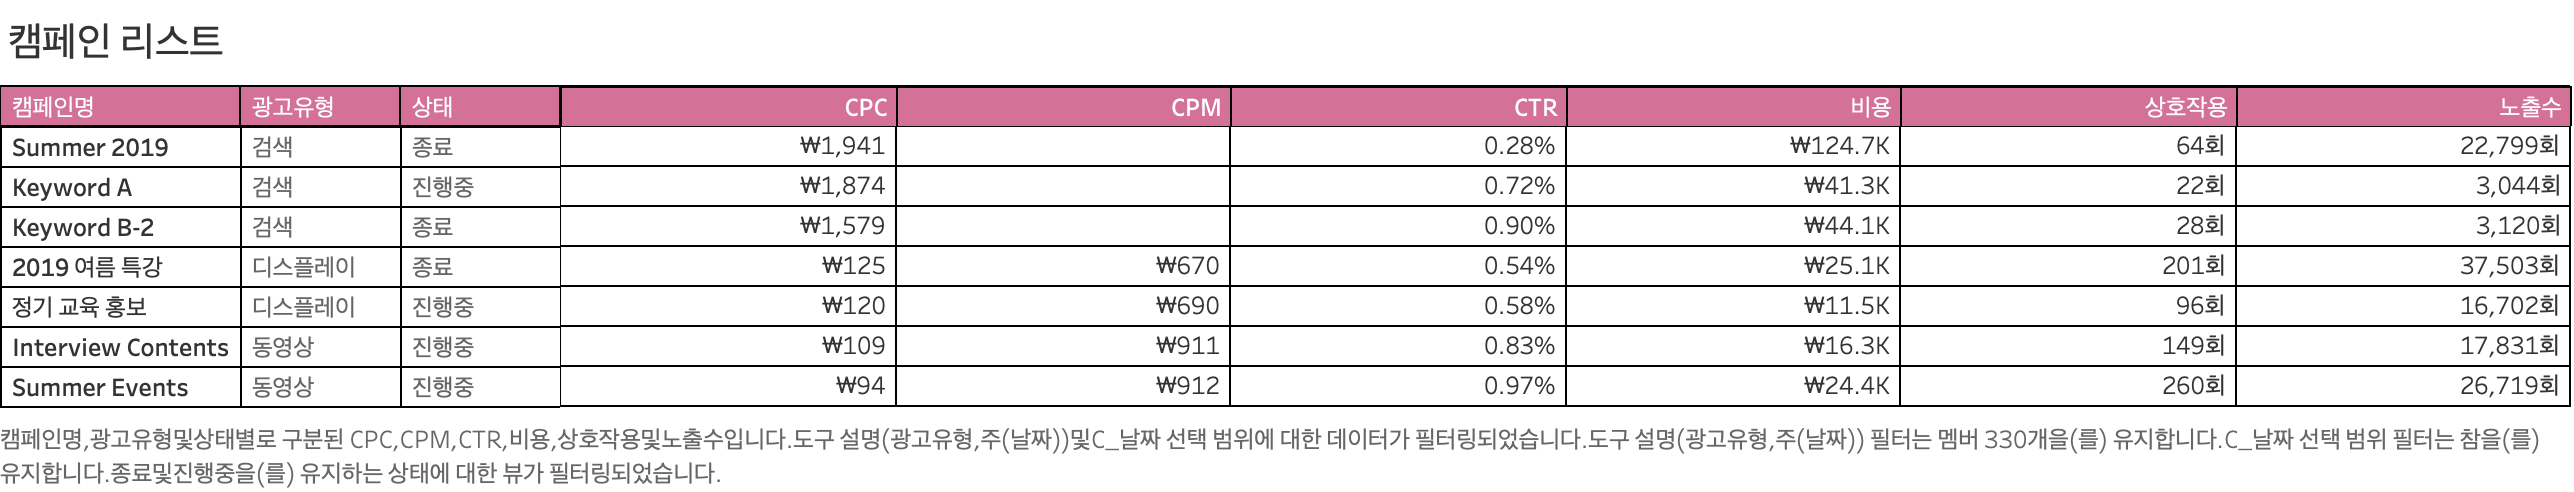 캠페인 리스트
캠페인명 광고유형 상태 CPC CPM CTR 비용 상호작용 노출수
Summer 2019 검색 종료 ₩1,941 0.28% ₩124.7K 64회 22,799회
Keyword A 검색 진행중 ₩1,874 0.72% ₩41.3K 22회 3,044회
Keyword B-2 검색 종료 ₩1,579 0.90% ₩44.1K 28회 3,120회
2019 여름 특강 디스플레이 종료 ₩125 ₩670 0.54% ₩25.1K 201회 37,503회
정기 교육 홍보 디스플레이 진행중 ₩120 ₩690 0.58% ₩11.5K 96회 16,702회
Interview Contents 동영상 진행중 ₩109 ₩911 0.83% ₩16.3K 149회 17,831회
Summer Events 동영상 진행중 ₩94 ₩912 0.97% ₩24.4K 260회 26,719회
캠페인명,광고유형및상태별로 구분된 CPC,CPM,CTR,비용,상호작용및노출수입니다.도구 설명(광고유형,주(날짜))및C_날짜 선택 범위에 대한 데이터가 필터링되었습니다.도구 설명(광고유형,주(날짜)) 필터는 멤버 330개을(를) 유지합니다.C_날짜 선택 범위 필터는 참을(를)
유지합니다.종료및진행중을(를) 유지하는 상태에 대한 뷰가 필터링되었습니다.